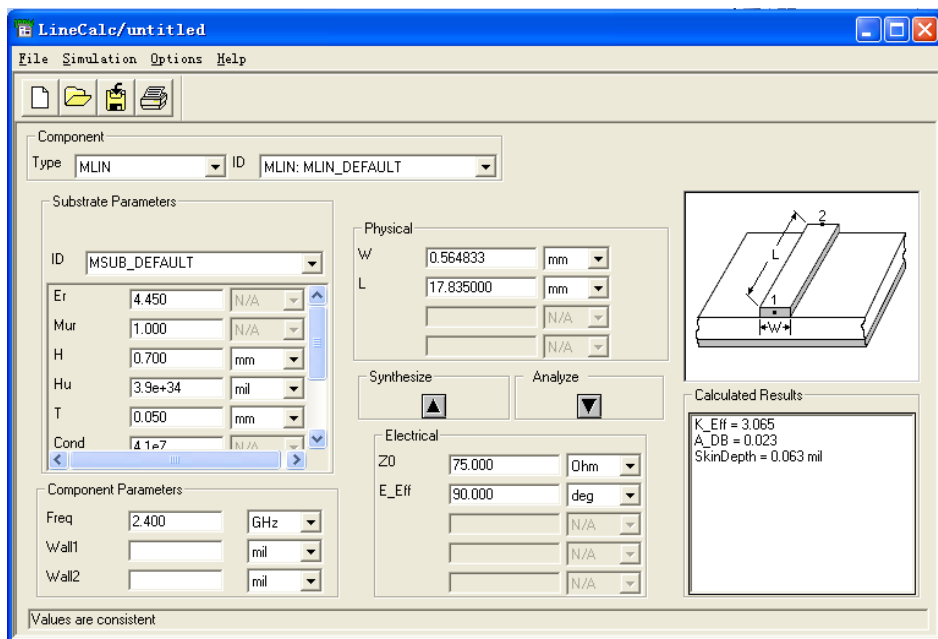 LineCalc/untitled
File Simulation Options Help
Component
Type MLIN ID MLIN: MLIN_DEFAULT
Substrate Parameters
ID MSUB_DEFAULT
Er 4.450 N/A
Mur 1.000 N/A
H 0.700 mm
Hu 3.9e+34 mil
T 0.050 mm
Cond 4.1e7 N/A
Component Parameters
Freq 2.400 GHz
Wall1 mil
Wall2 mil
Physical
W 0.564833 mm
L 17.835000 mm
N/A
N/A
Synthesize Analyze
Electrical
Z0 75.000 Ohm
E_Eff 90.000 deg
N/A
N/A
N/A
2
L
1
W
Calculated Results
K_Eff = 3.065
A_DB = 0.023
SkinDepth = 0.063 mil
Values are consistent